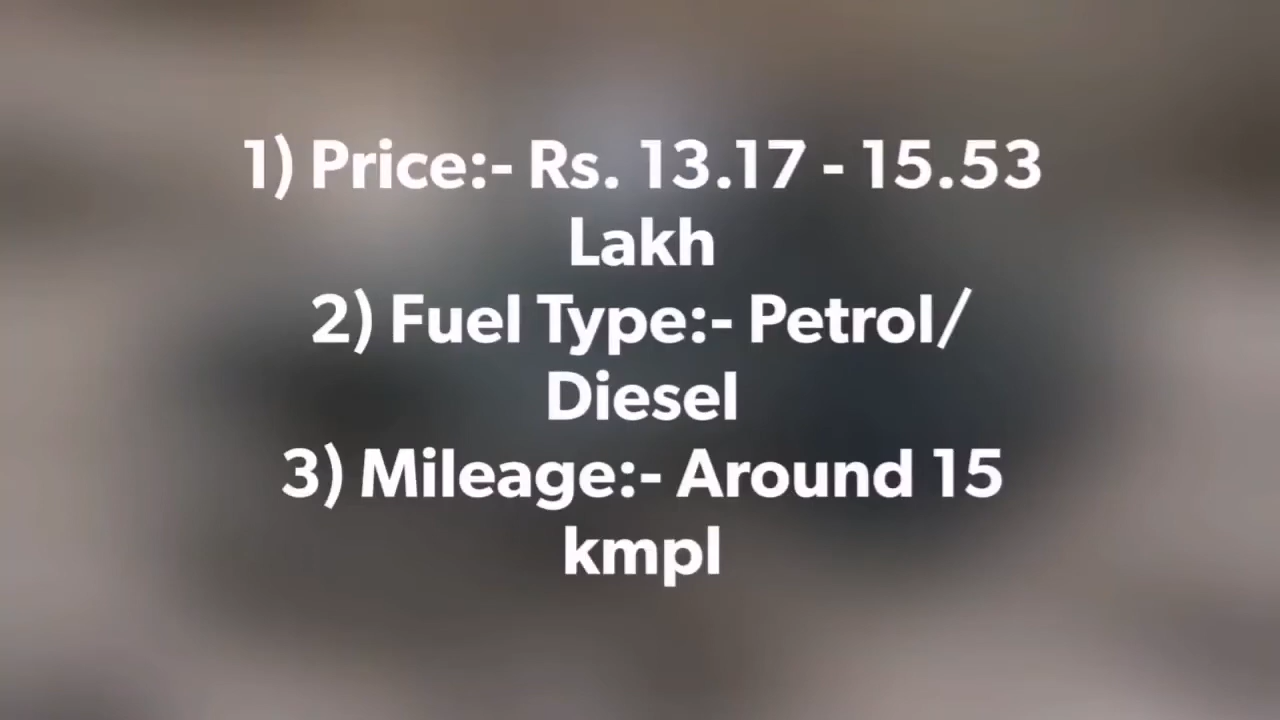 1) Price:- Rs. 13.17 - 15.53
Lakh
2) Fuel Type:- Petrol/
Diesel
3) Mileage:- Around 15
kmpl